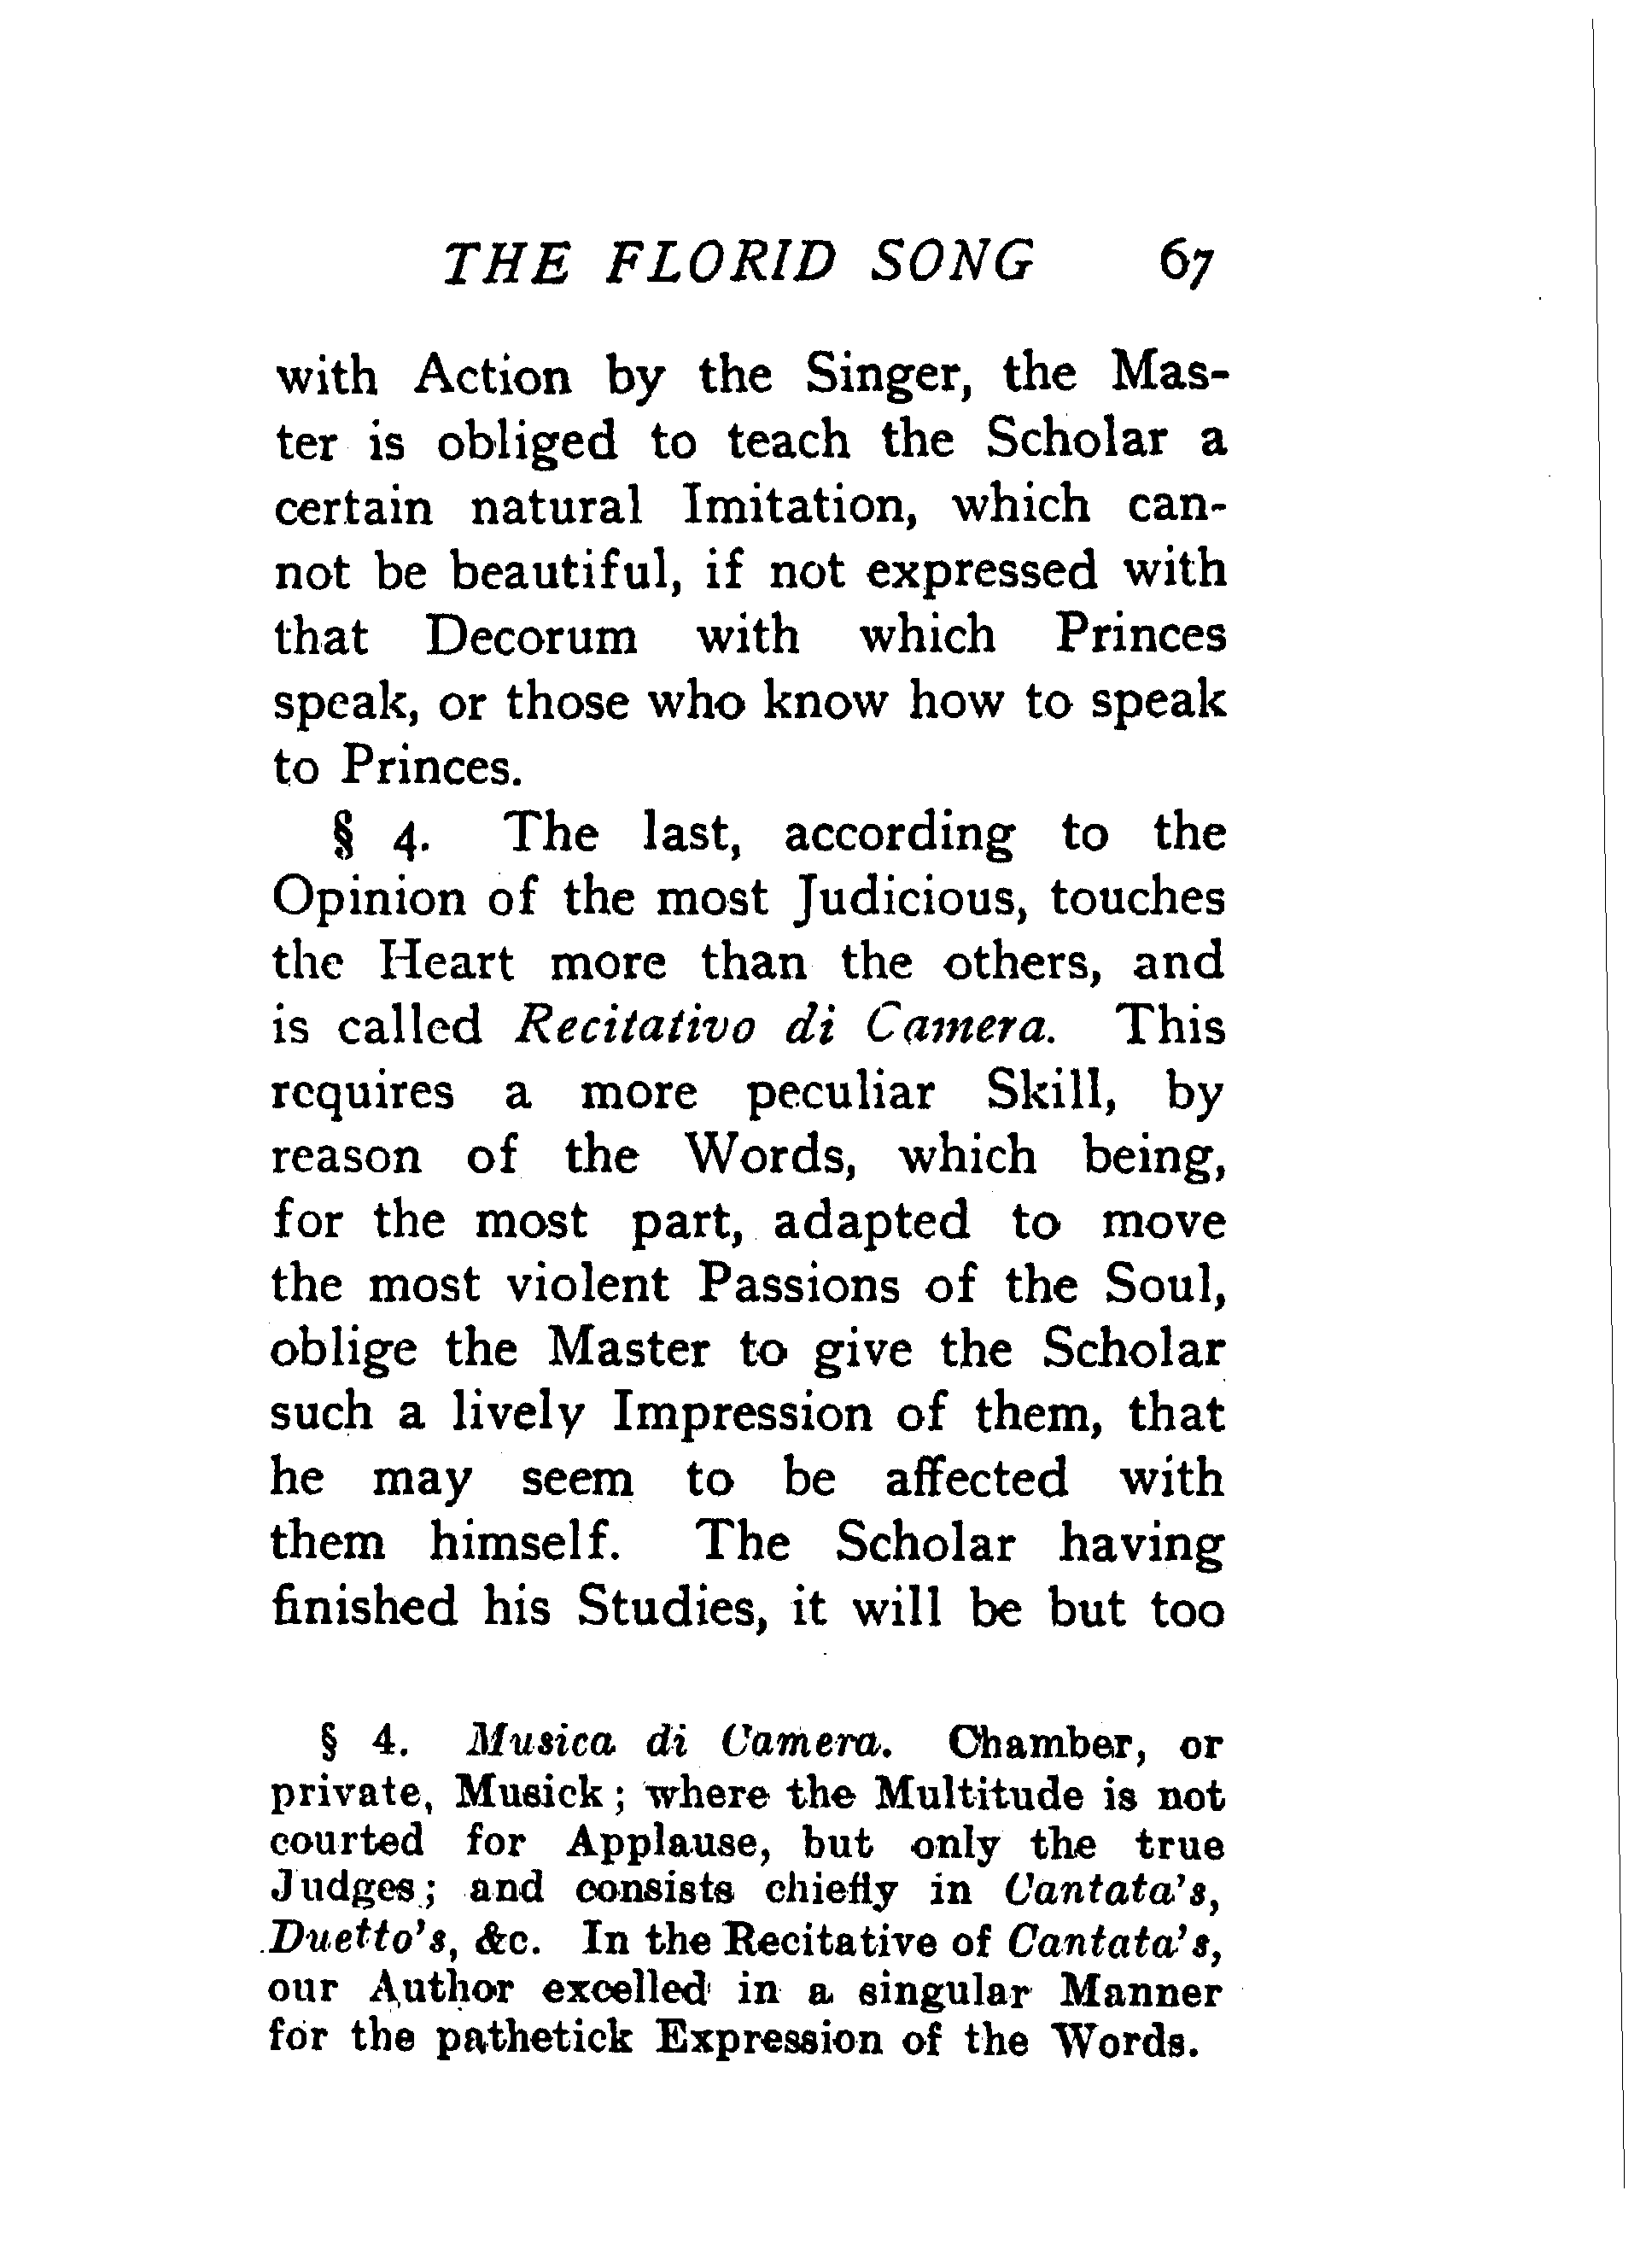 THE FLORID SONG 67
with Action by the Singer, the Mas-
ter is obliged to teach the Scholar a
certain natural Imitation, which can-
not be beautiful, if not expressed with
that Decorum with which Princes
speak, or those who know how to speak
to Princes.
§ 4. The last, according to the
Opinion of the most Judicious, touches
the Heart more than the others, and
is called Recitativo di Camera. This
requires a more peculiar Skill, by
reason of the Words, which being,
for the most part, adapted to move
the most violent Passions of the Soul,
oblige the Master to give the Scholar
such a lively Impression of them, that
he may seem to be affected with
them himself. The Scholar having
finished his Studies, it will be but too
§ 4. Musica di Camera. Chamber, or
private, Musick; where the Multitude is not
courted for Applause, but only the true
Judges; and consists chiefly in Cantata's,
Duetto's, &c. In the Recitative of Cantata's,
our Author excelled in a singular Manner
for the pathetick Expression of the Words.